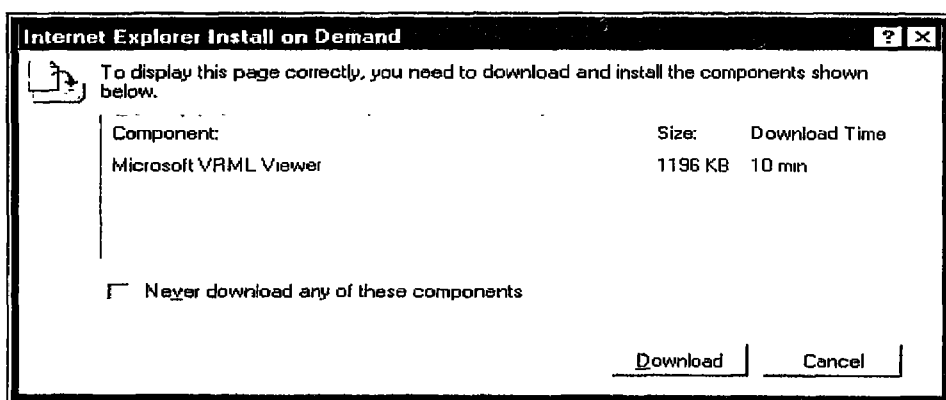 Internet Explorer Install on Demand
To display this page correctly, you need to download and install the components shown
below.
Component: Size: Download Time
Microsoft VRML Viewer 1196 KB 10 min
Never download any of these components
Download Cancel